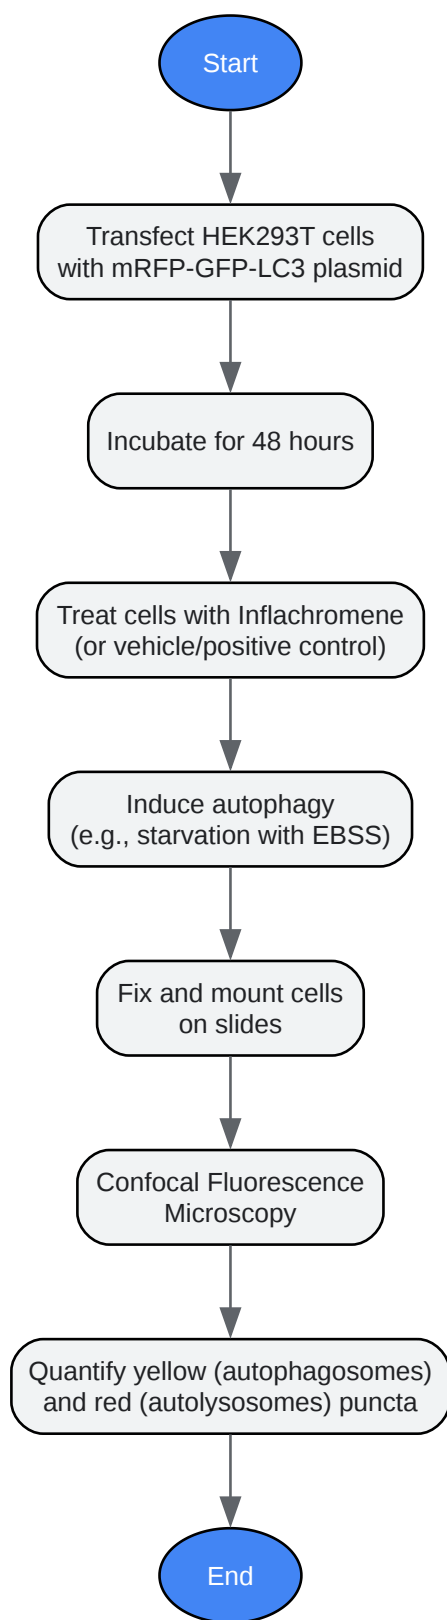 Start
Transfect HEK293T cells
with mRFP-GFP-LC3 plasmid
Incubate for 48 hours
Treat cells with Inflachromene
(or vehicle/positive control)
Induce autophagy
(e.g., starvation with EBSS)
Fix and mount cells
on slides
Confocal Fluorescence
Microscopy
Quantify yellow (autophagosomes)
and red (autolysosomes) puncta
End